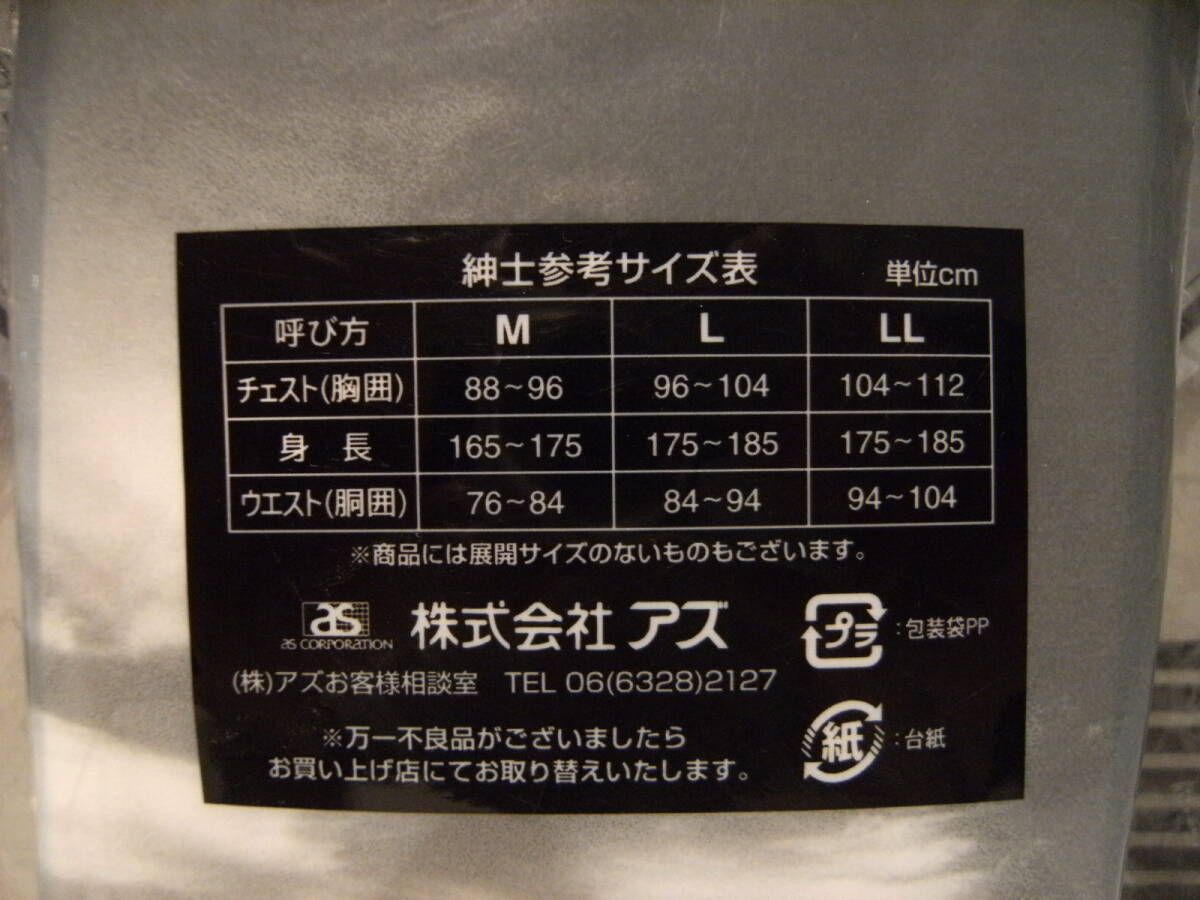 紳士参考サイズ表 単位cm
呼び方 M L LL
チェスト(胸囲) 88～96 96～104 104～112
身 長 165～175 175～185 175～185
ウエスト(胴囲) 76～84 84～94 94～104
※商品には展開サイズのないものもございます。
as
as CORPORATION
株式会社 アズ
(株)アズお客様相談室 TEL 06(6328)2127
※万一不良品がございましたら
お買い上げ店にてお取り替えいたします。
プラ :包装袋PP
紙 :台紙